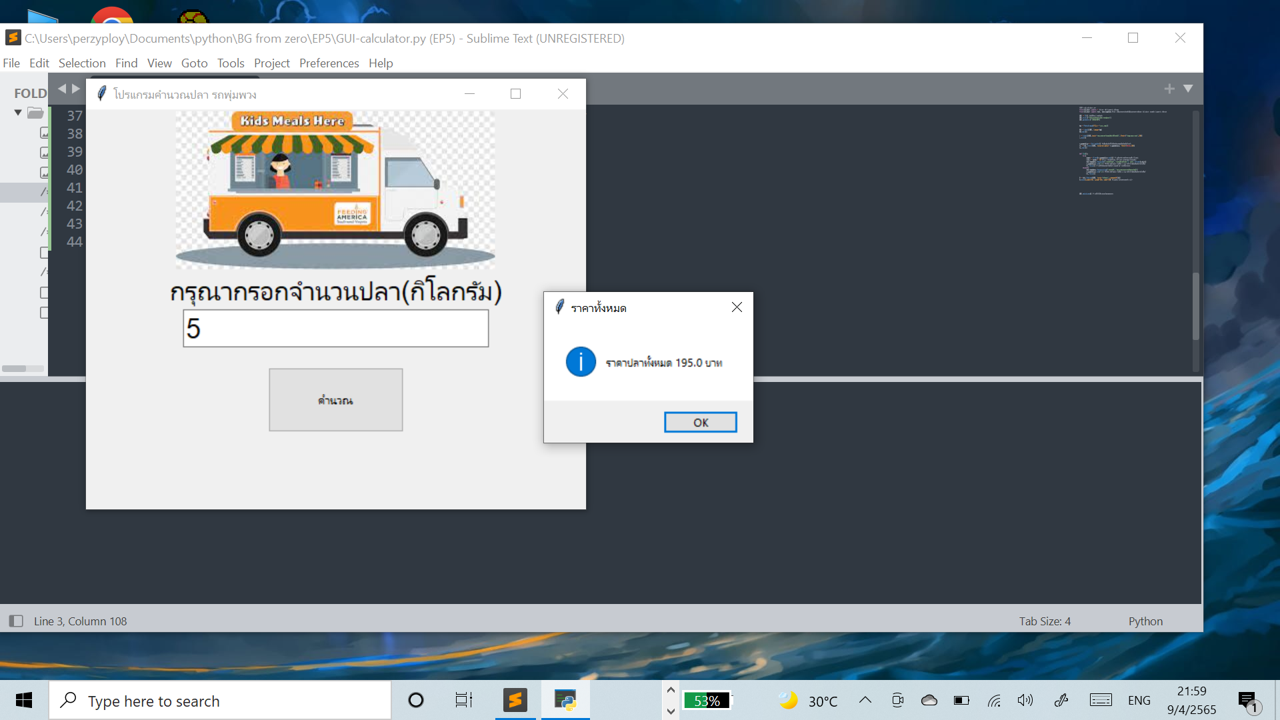 C:\Users\perzyploy\Documents\python\BG from zero\EP5\GUI-calculator.py (EP5) - Sublime Text (UNREGISTERED)
File Edit Selection Find View Goto Tools Project Preferences Help
FOLD
โปรแกรมคำนวณปลา รถพุ่มพวง
37
38
39
40
41
42
43
44
Kids Meals Here
FEEDING
AMERICA
กรุณากรอกจำนวนปลา(กิโลกรัม)
5
คำนวณ
ราคาทั้งหมด
ราคาปลาทั้งหมด 195.0 บาท
OK
Line 3, Column 108
Tab Size: 4
Python
Type here to search
53%
30°C
ENG
21:59
9/4/2565
1